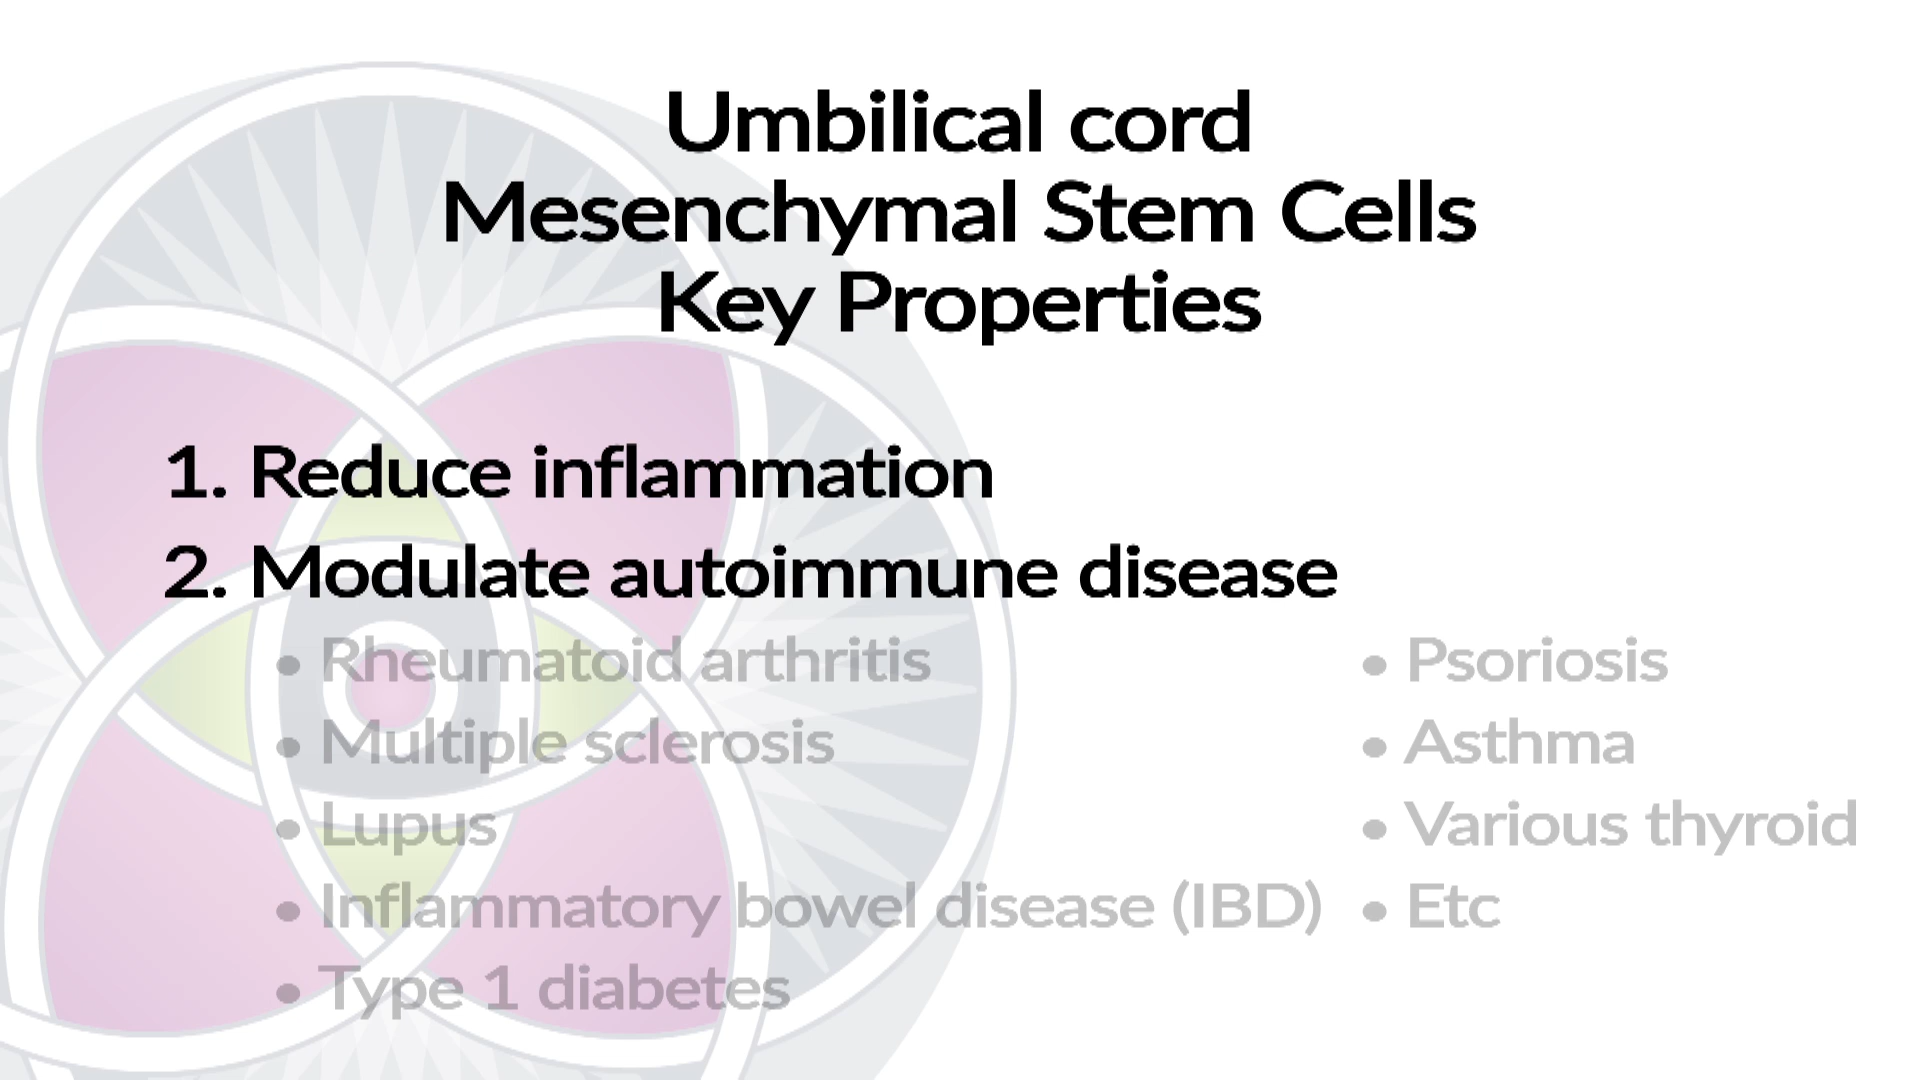 Umbilical cord
Mesenchymal Stem Cells
Key Properties
1. Reduce inflammation
2. Modulate autoimmune disease
• Rheumatoid arthritis
• Multiple sclerosis
• Lupus
• Inflammatory bowel disease (IBD)
• Type 1 diabetes
• Psoriosis
• Asthma
• Various thyroid
• Etc